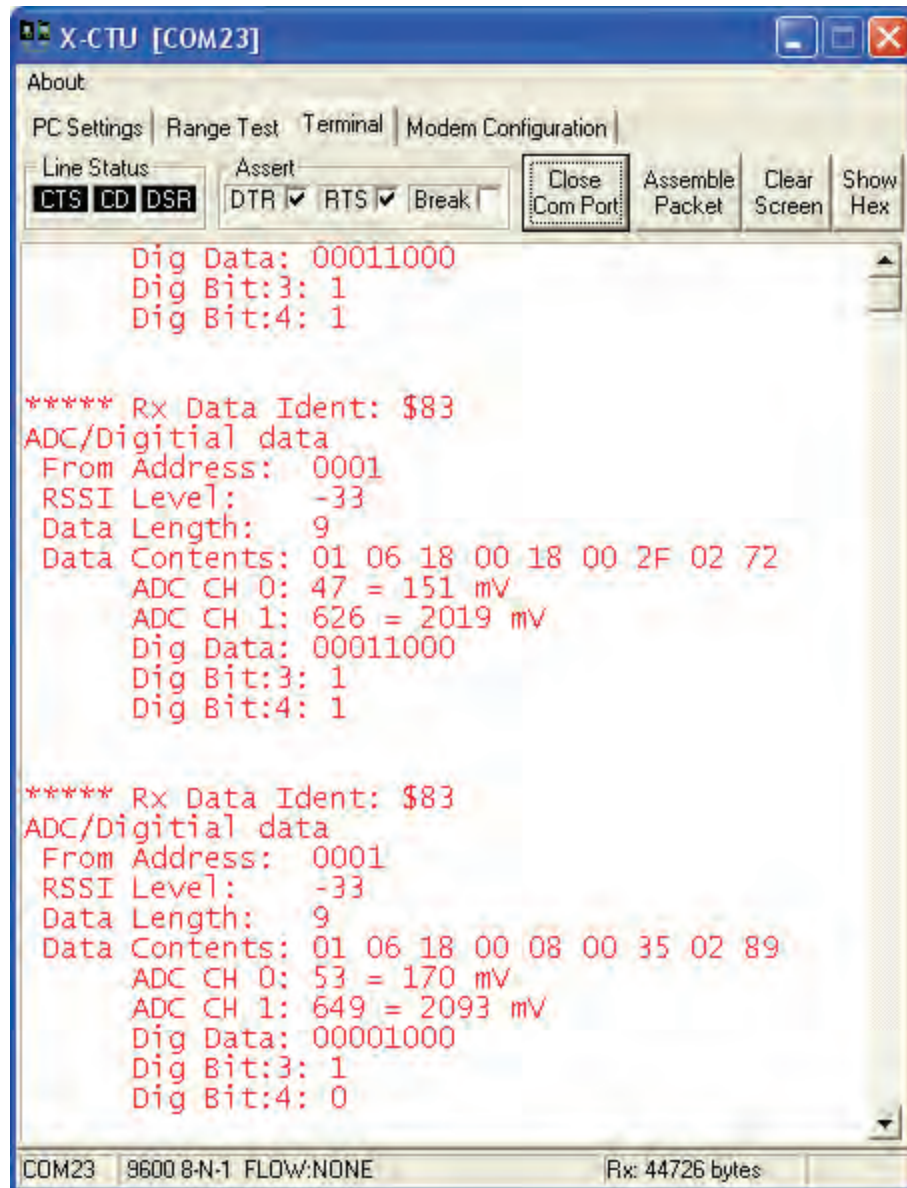 X-CTU [COM23]
About
PC Settings Range Test Terminal Modem Configuration
Line Status Assert
CTS CD DSR DTR RTS Break Close Com Port Assemble Packet Clear Screen Show Hex
Dig Data: 00011000
Dig Bit:3: 1
Dig Bit:4: 1
***** Rx Data Ident: $83
ADC/Digitial data
From Address: 0001
RSSI Level: -33
Data Length: 9
Data Contents: 01 06 18 00 18 00 2F 02 72
ADC CH 0: 47 = 151 mV
ADC CH 1: 626 = 2019 mV
Dig Data: 00011000
Dig Bit:3: 1
Dig Bit:4: 1
***** Rx Data Ident: $83
ADC/Digitial data
From Address: 0001
RSSI Level: -33
Data Length: 9
Data Contents: 01 06 18 00 08 00 35 02 89
ADC CH 0: 53 = 170 mV
ADC CH 1: 649 = 2093 mV
Dig Data: 00001000
Dig Bit:3: 1
Dig Bit:4: 0
COM23 9600 8-N-1 FLOW:NONE Rx: 44726 bytes